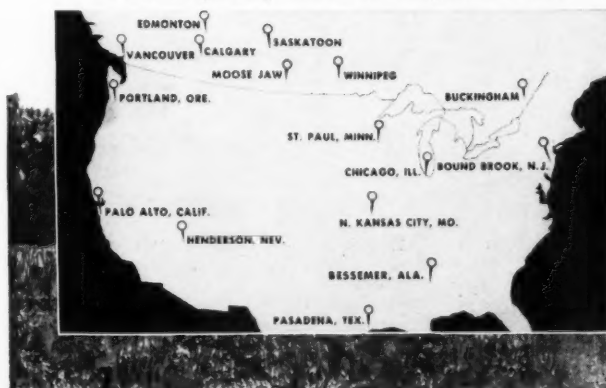 EDMONTON
SASKATOON
VANCOUVER
CALGARY
MOOSE JAW
WINNIPEG
PORTLAND, ORE.
BUCKINGHAM
ST. PAUL, MINN.
CHICAGO, ILL.
BOUND BROOK, N.J.
PALO ALTO, CALIF.
N. KANSAS CITY, MO.
HENDERSON, NEV.
BESSEMER, ALA.
PASADENA, TEX.